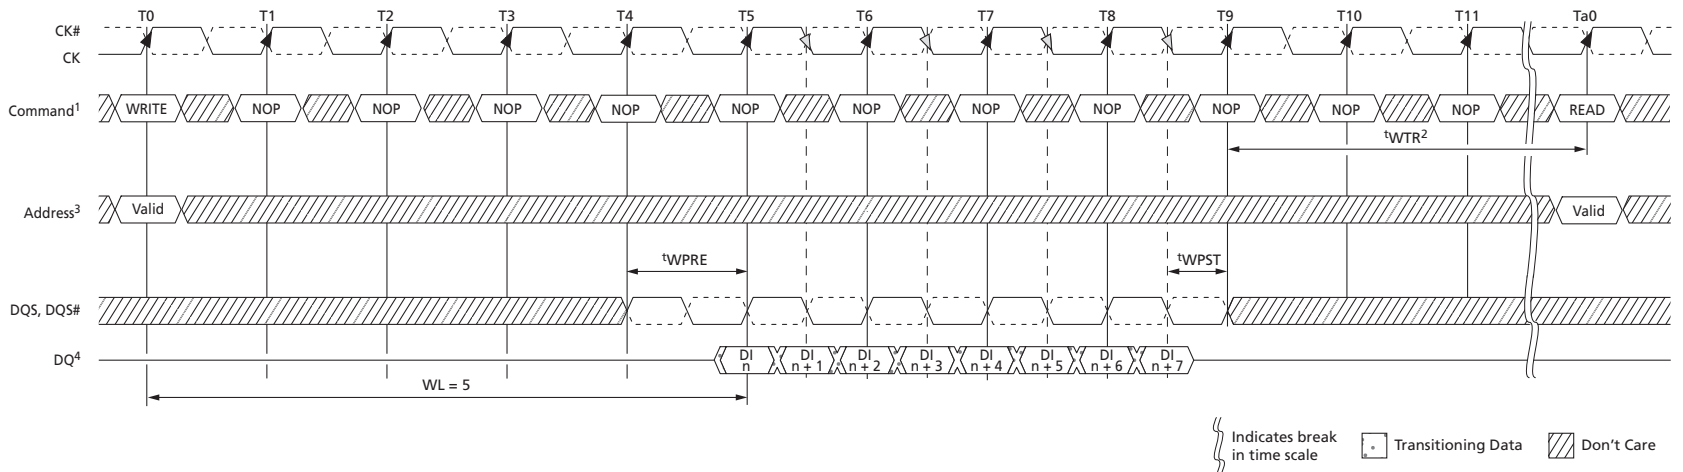 T0 T1 T2 T3 T4 T5 T6 T7 T8 T9 T10 T11 Ta0
CK#
CK
Command1 WRITE NOP NOP NOP NOP NOP NOP NOP NOP NOP NOP NOP READ
tWTR2
Address3 Valid Valid
tWPRE tWPST
DQS, DQS#
DQ4 DI n DI n + 1 DI n + 2 DI n + 3 DI n + 4 DI n + 5 DI n + 6 DI n + 7
WL = 5
Indicates break
in time scale
Transitioning Data
Don't Care